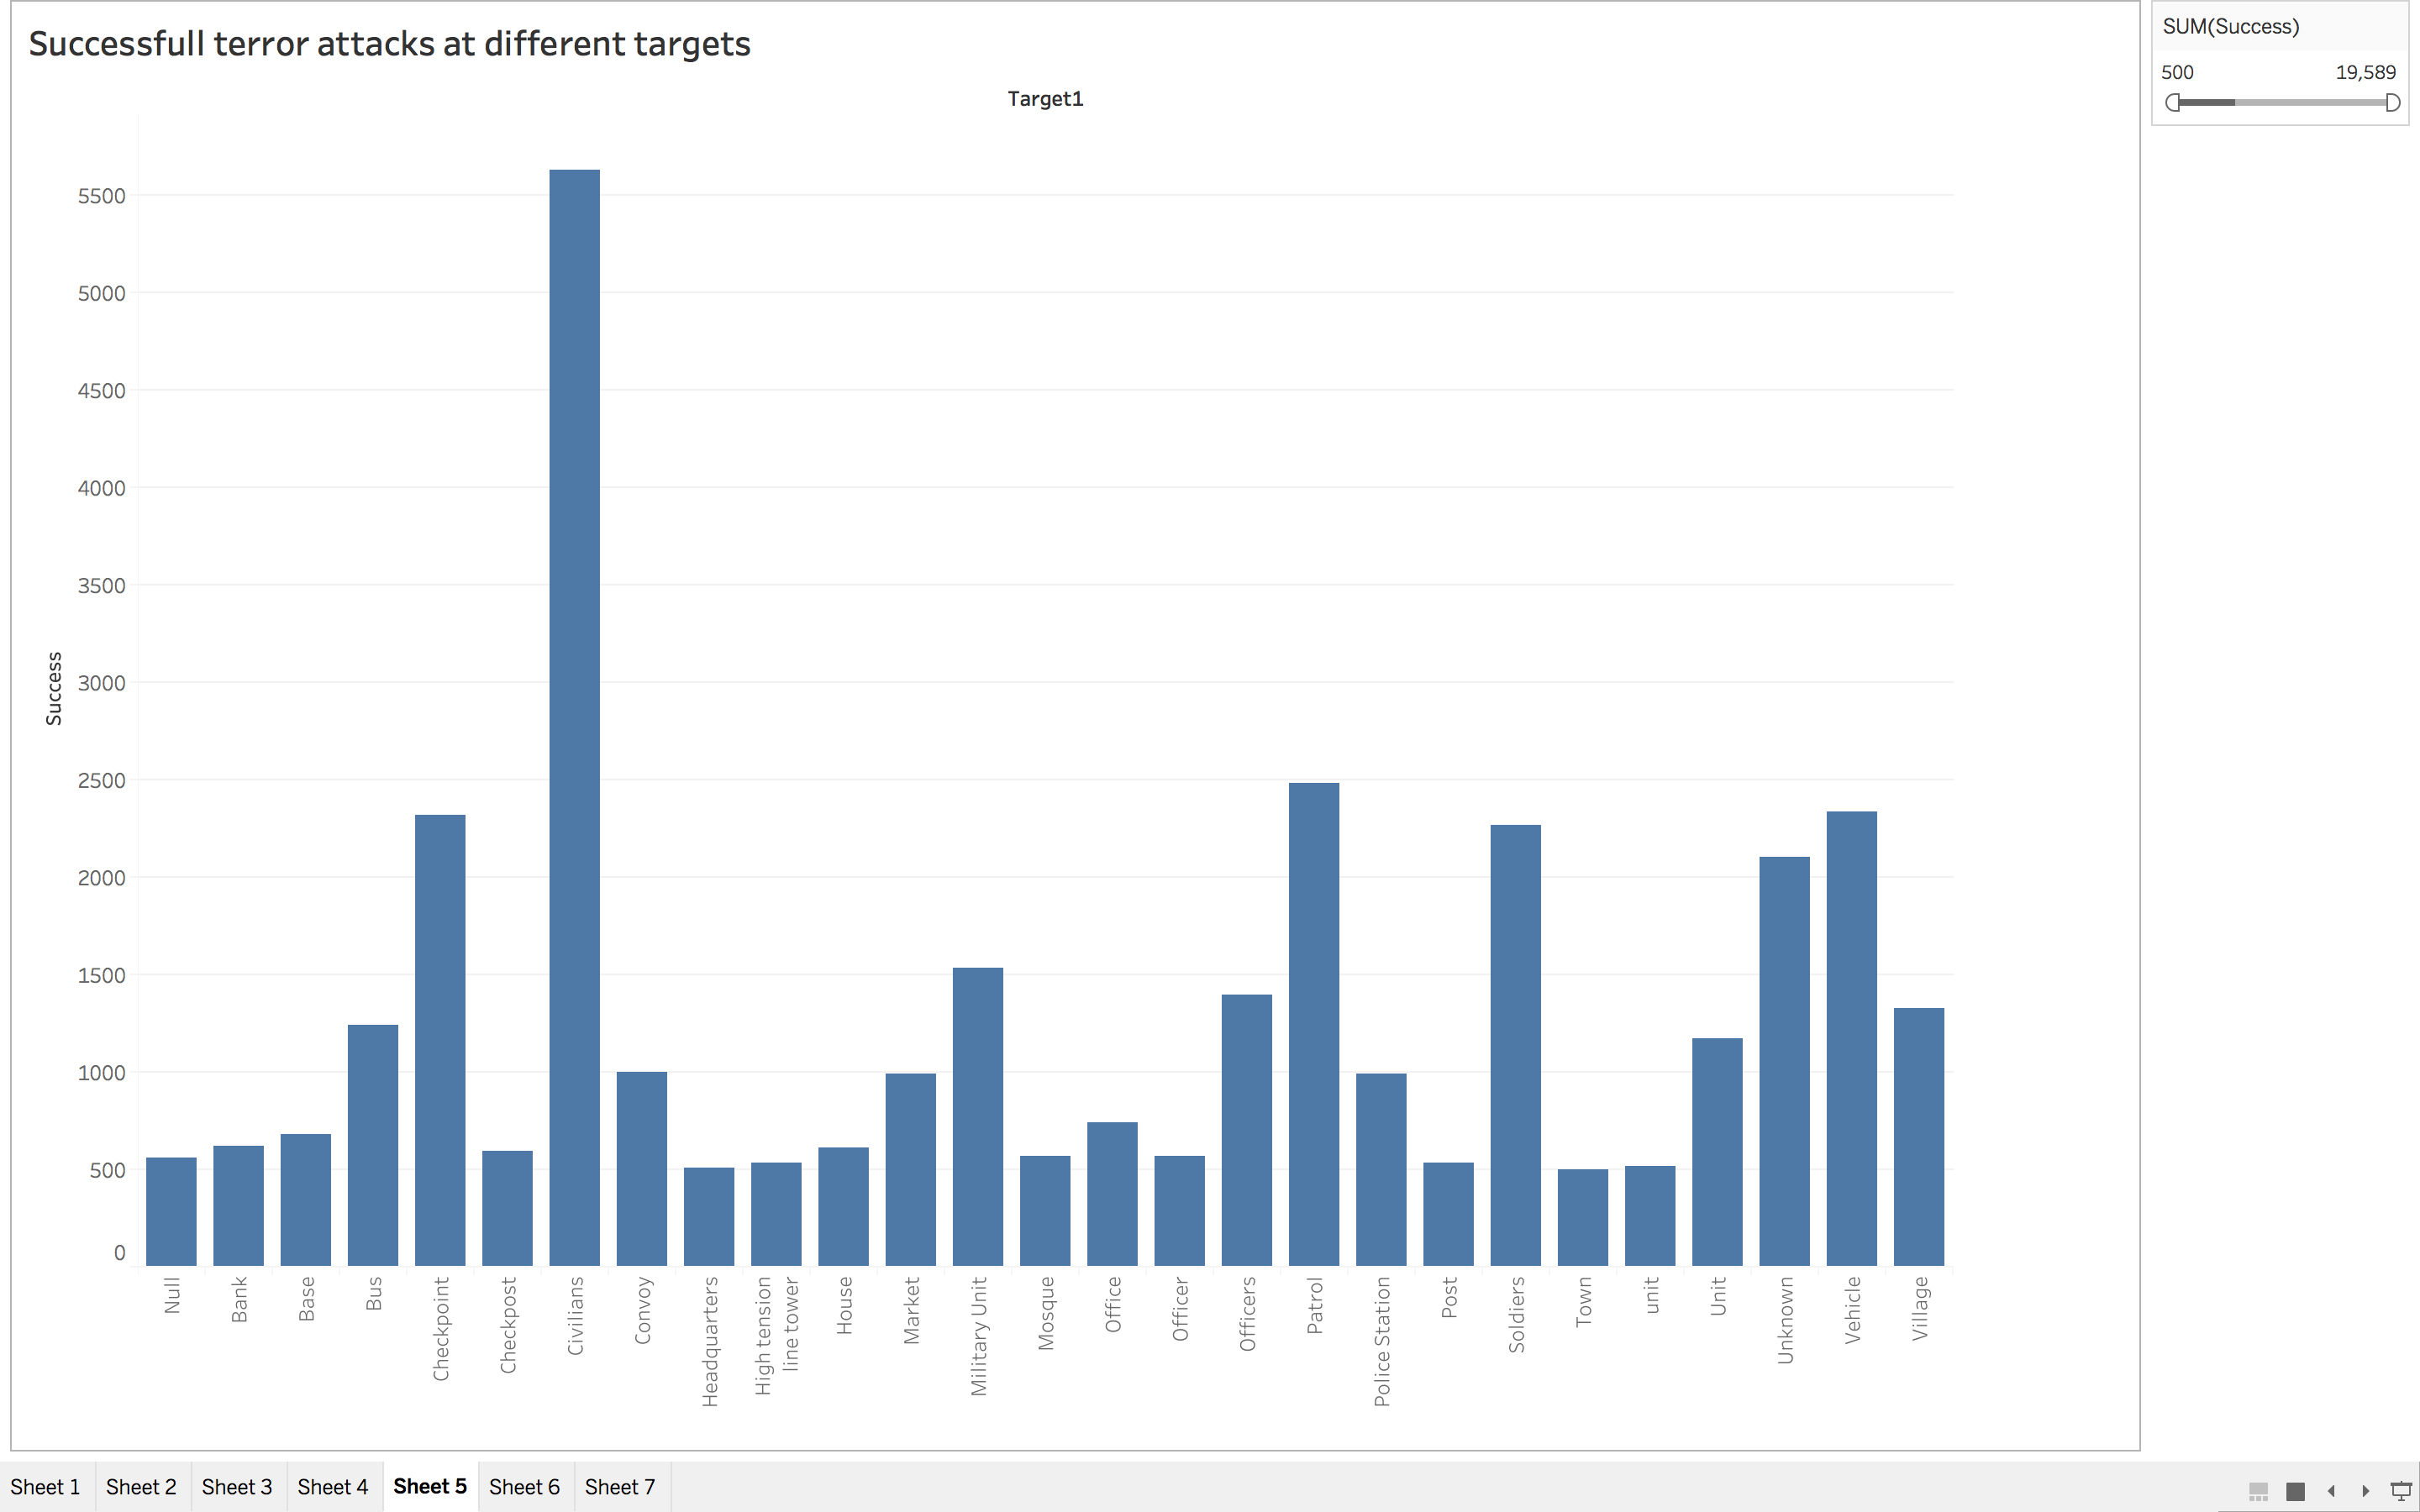 Successfull terror attacks at different targets
Target1
Success
5500
5000
4500
4000
3500
3000
2500
2000
1500
1000
500
0
Null
Bank
Base
Bus
Checkpoint
Checkpost
Civilians
Convoy
Headquarters
High tension
line tower
House
Market
Military Unit
Mosque
Office
Officer
Officers
Patrol
Police Station
Post
Soldiers
Town
unit
Unit
Unknown
Vehicle
Village
SUM(Success)
500 19,589
Sheet 1 Sheet 2 Sheet 3 Sheet 4 Sheet 5 Sheet 6 Sheet 7